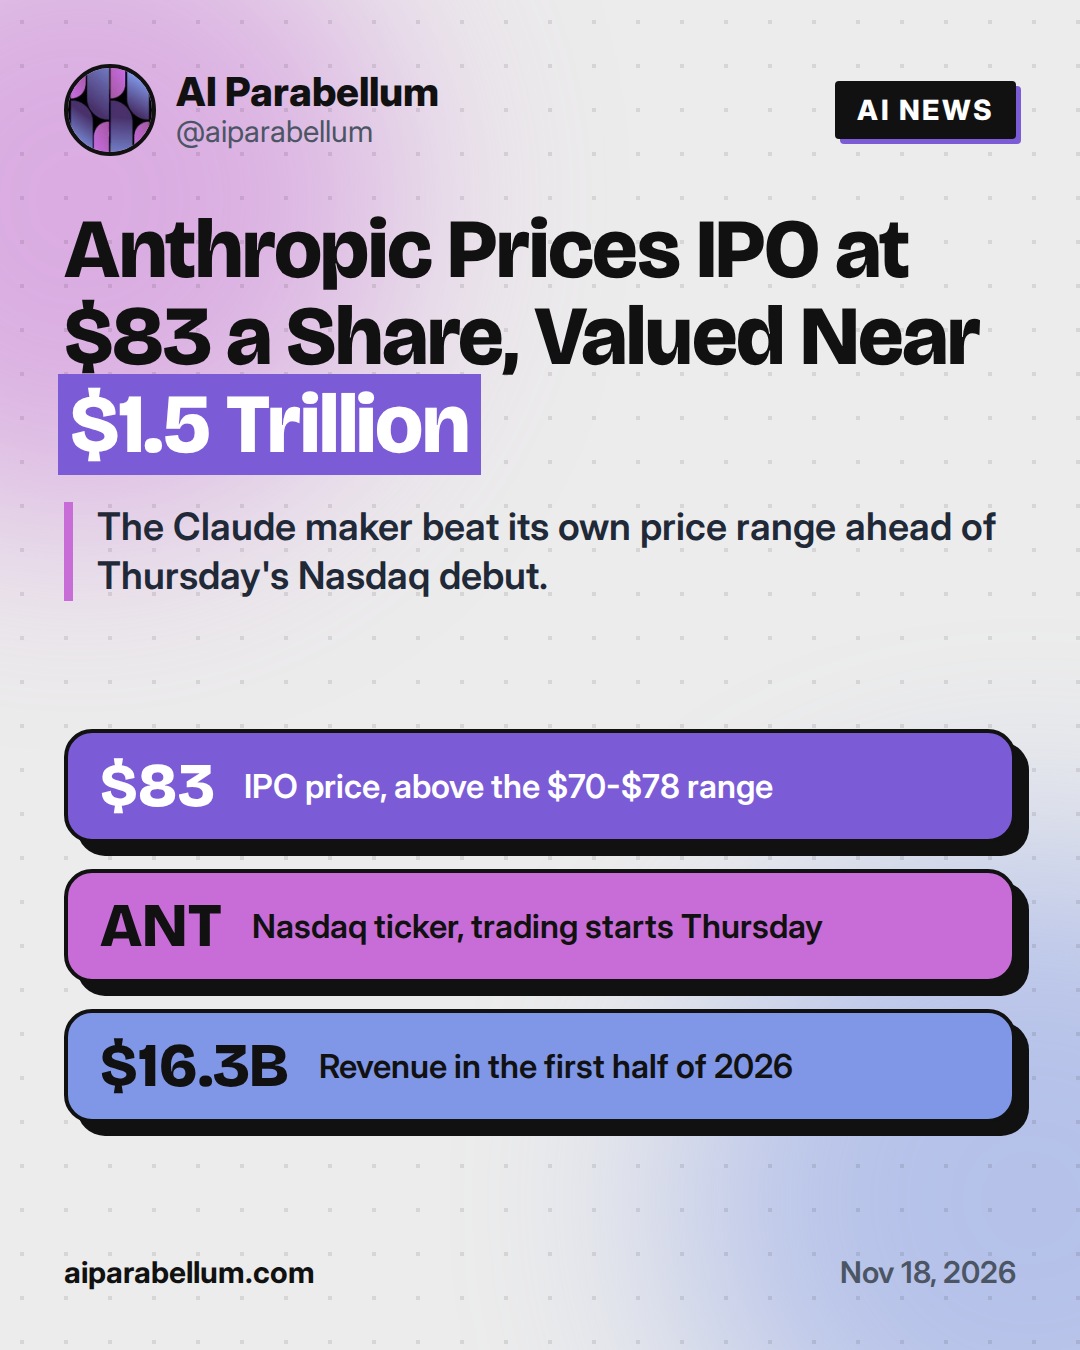 AI Parabellum
@aiparabellum
AI NEWS
Anthropic Prices IPO at
$83 a Share, Valued Near
$1.5 Trillion
The Claude maker beat its own price range ahead of
Thursday's Nasdaq debut.
$83 IPO price, above the $70-$78 range
ANT Nasdaq ticker, trading starts Thursday
$16.3B Revenue in the first half of 2026
aiparabellum.com
Nov 18, 2026